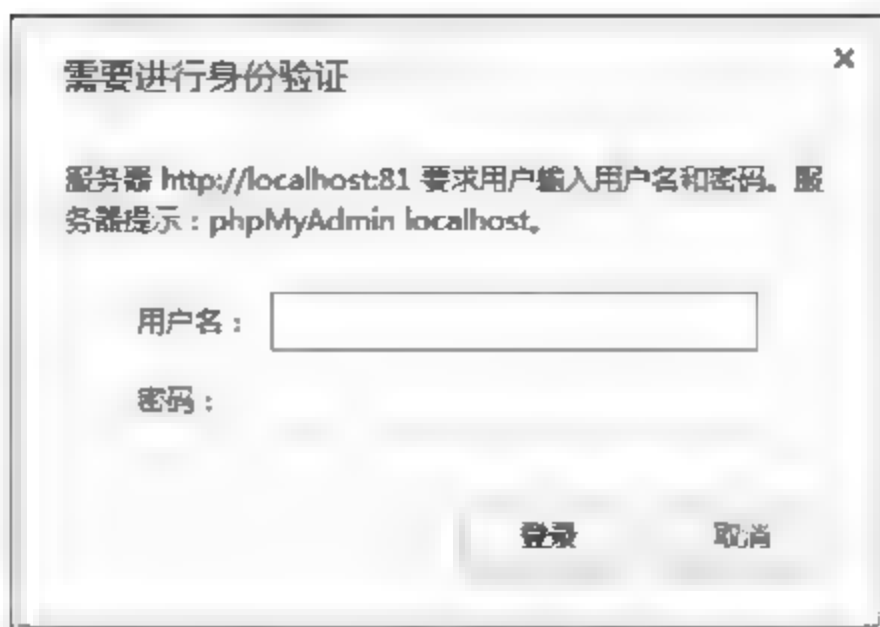 需要进行身份验证
×
服务器 http://localhost:81 要求用户输入用户名和密码。服
务器提示：phpMyAdmin localhost。
用户名：
密码：
登录 取消